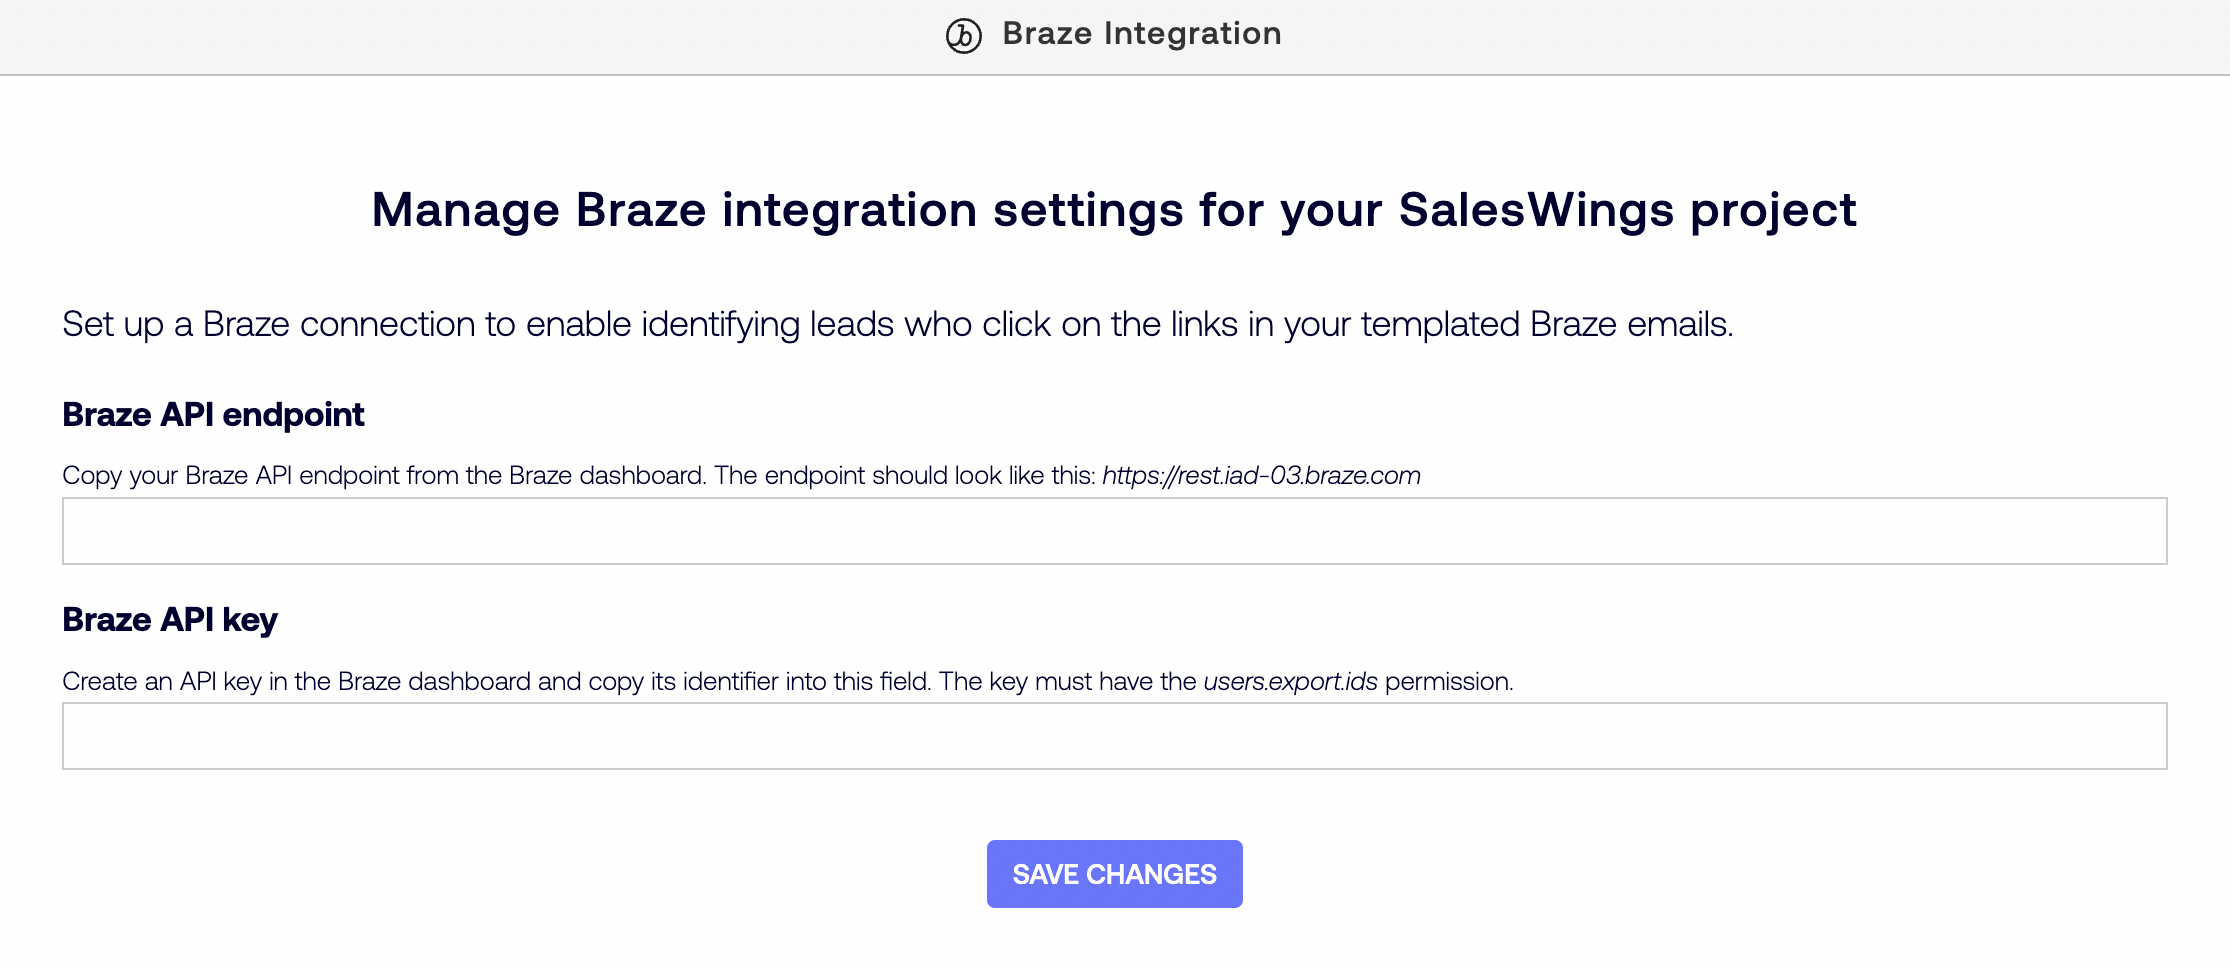 Braze Integration
Manage Braze integration settings for your SalesWings project
Set up a Braze connection to enable identifying leads who click on the links in your templated Braze emails.
Braze API endpoint
Copy your Braze API endpoint from the Braze dashboard. The endpoint should look like this: https://rest.iad-03.braze.com
Braze API key
Create an API key in the Braze dashboard and copy its identifier into this field. The key must have the users.export.ids permission.
SAVE CHANGES